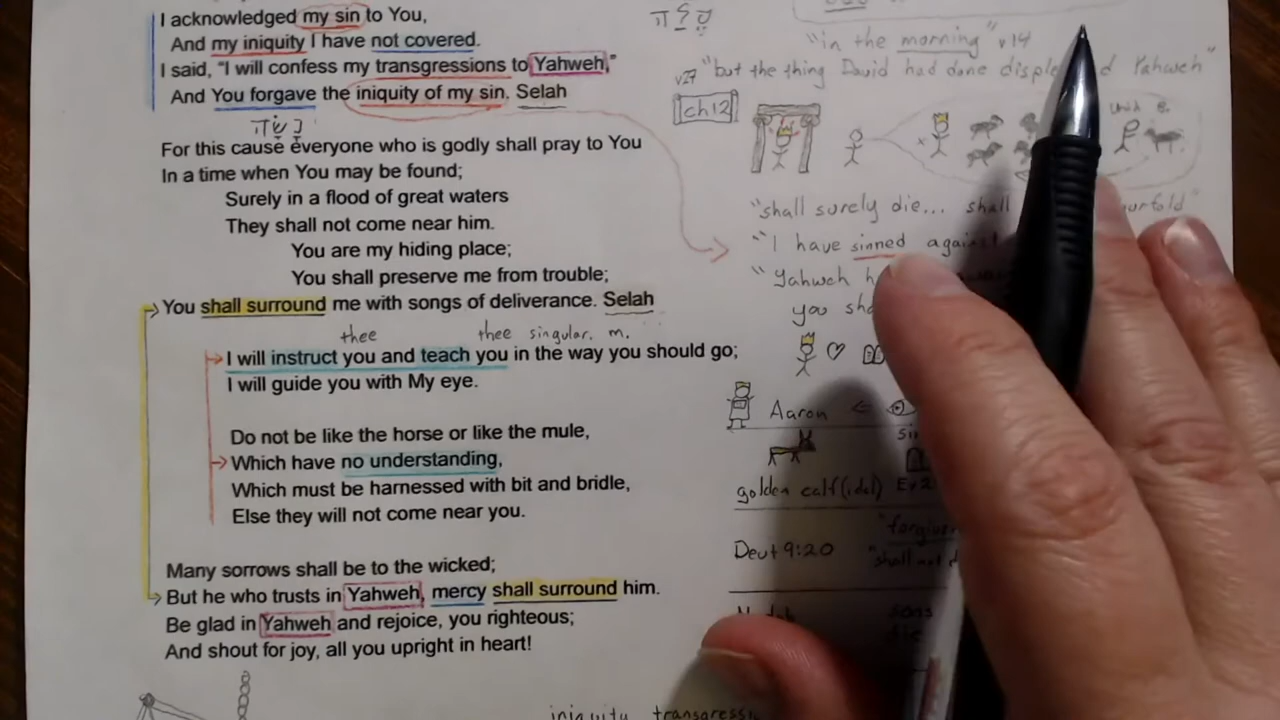 I acknowledged my sin to You,
And my iniquity I have not covered.
I said, "I will confess my transgressions to Yahweh,"
And You forgave the iniquity of my sin. Selah
For this cause everyone who is godly shall pray to You
In a time when You may be found;
Surely in a flood of great waters
They shall not come near him.
You are my hiding place;
You shall preserve me from trouble;
You shall surround me with songs of deliverance. Selah
thee thee singular. m.
I will instruct you and teach you in the way you should go;
I will guide you with My eye.
Do not be like the horse or like the mule,
Which have no understanding,
Which must be harnessed with bit and bridle,
Else they will not come near you.
Many sorrows shall be to the wicked;
But he who trusts in Yahweh, mercy shall surround him.
Be glad in Yahweh and rejoice, you righteous;
And shout for joy, all you upright in heart!
iniquity
"in the morning" v14
v27 "but the thing David had done Yahweh"
ch12
"shall surely die... shall
"I have sinned
"Yahweh
you
Aaron
golden calf (idol)
Deut 9:20
"shall not
sons
die